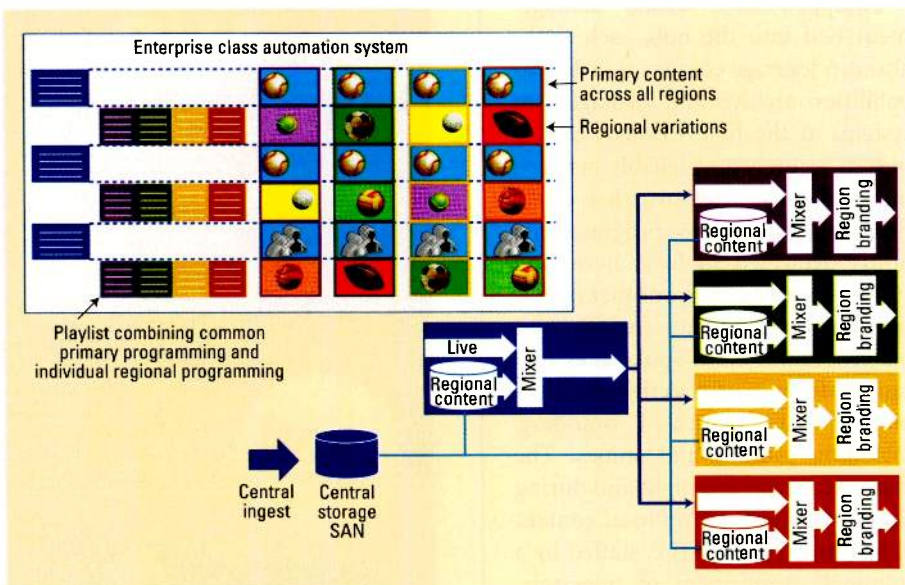 Enterprise class automation system
Primary content
across all regions
Regional variations
Playlist combining common
primary programming and
individual regional programming
Live
Regional
content
Mixer
Central
ingest
Central
storage
SAN
Regional
content
Mixer
Region
branding
Regional
content
Mixer
Region
branding
Regional
content
Mixer
Region
branding
Regional
content
Mixer
Region
branding